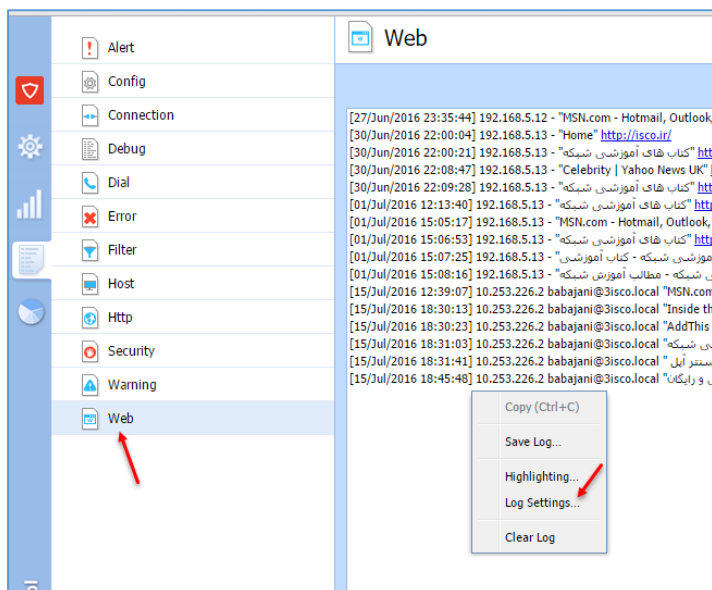 Alert
Config
Connection
Debug
Dial
Error
Filter
Host
Http
Security
Warning
Web
Web
[27/Jun/2016 23:35:44] 192.168.5.12 - "MSN.com - Hotmail, Outlook,
[30/Jun/2016 22:00:04] 192.168.5.13 - "Home" http://isco.ir/
[30/Jun/2016 22:00:21] 192.168.5.13 - "کتاب های آموزشی شبکه" htt
[30/Jun/2016 22:08:47] 192.168.5.13 - "Celebrity | Yahoo News UK"
[30/Jun/2016 22:09:28] 192.168.5.13 - "کتاب های آموزشی شبکه" htt
[01/Jul/2016 12:13:40] 192.168.5.13 - "کتاب های آموزشی شبکه" http
[01/Jul/2016 15:05:17] 192.168.5.13 - "MSN.com - Hotmail, Outlook,
[01/Jul/2016 15:06:53] 192.168.5.13 - "کتاب های آموزشی شبکه" http
[01/Jul/2016 15:07:25] 192.168.5.13 - "موزشی شبکه - کتاب آموزشی
[01/Jul/2016 15:08:16] 192.168.5.13 - "ی شبکه - مطالب آموزش شبکه
[15/Jul/2016 12:39:07] 10.253.226.2 babajani@3isco.local "MSN.com
[15/Jul/2016 18:30:13] 10.253.226.2 babajani@3isco.local "Inside th
[15/Jul/2016 18:30:23] 10.253.226.2 babajani@3isco.local "AddThis
[15/Jul/2016 18:31:03] 10.253.226.2 babajani@3isco.local "ی شبکه
[15/Jul/2016 18:31:41] 10.253.226.2 babajani@3isco.local " سنتر آیل
[15/Jul/2016 18:45:48] 10.253.226.2 babajani@3isco.local "ی و رایگان
Copy (Ctrl+C)
Save Log...
Highlighting...
Log Settings...
Clear Log